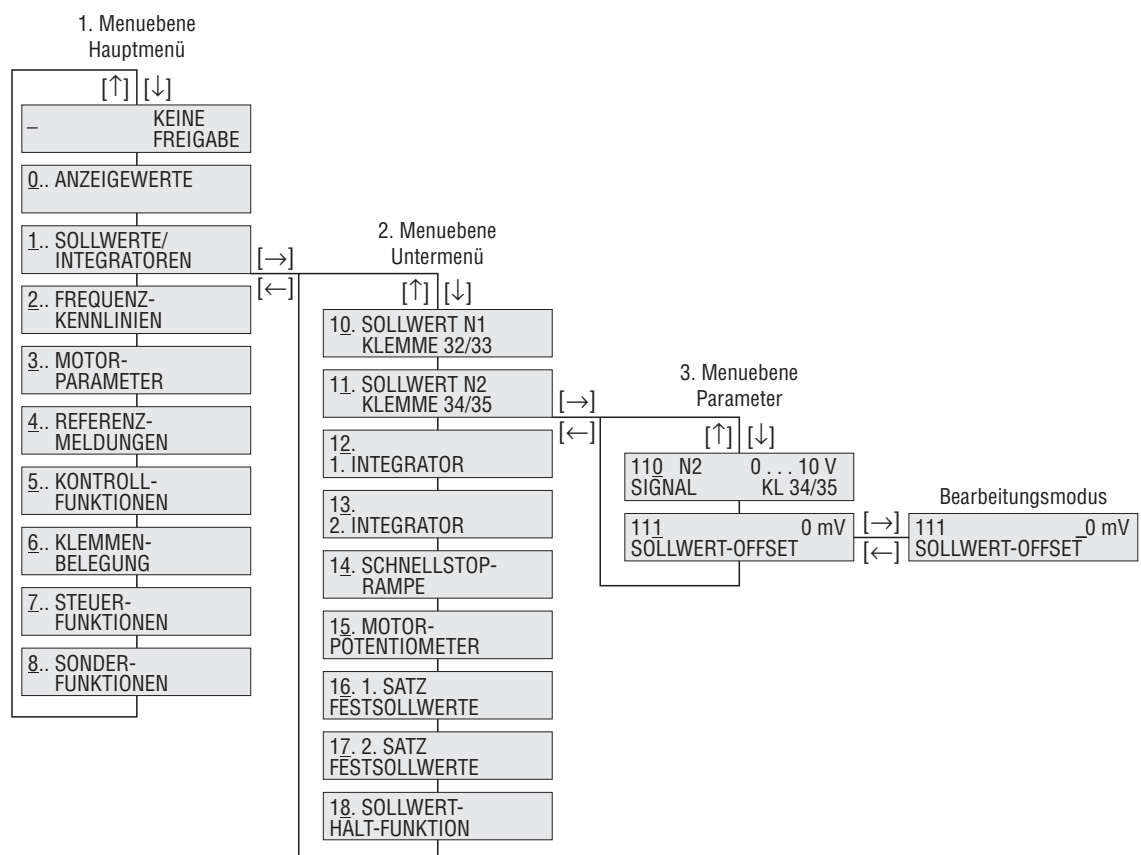 1. Menuebene
Hauptmenü
[↑] [↓]
_ KEINE
FREIGABE
0.. ANZEIGEWERTE
1.. SOLLWERTE/
INTEGRATOREN
[→]
[←]
2.. FREQUENZ-
KENNLINIEN
3.. MOTOR-
PARAMETER
4.. REFERENZ-
MELDUNGEN
5.. KONTROLL-
FUNKTIONEN
6.. KLEMMEN-
BELEGUNG
7.. STEUER-
FUNKTIONEN
8.. SONDER-
FUNKTIONEN
2. Menuebene
Untermenü
[↑] [↓]
10. SOLLWERT N1
KLEMME 32/33
11. SOLLWERT N2
KLEMME 34/35
[→]
[←]
12.
1. INTEGRATOR
13.
2. INTEGRATOR
14. SCHNELLSTOP-
RAMPE
15. MOTOR-
POTENTIOMETER
16. 1. SATZ
FESTSOLLWERTE
17. 2. SATZ
FESTSOLLWERTE
18. SOLLWERT-
HALT-FUNKTION
3. Menuebene
Parameter
[↑] [↓]
110 N2 0 . . . 10 V
SIGNAL KL 34/35
111 0 mV
SOLLWERT-OFFSET
[→]
[←]
Bearbeitungsmodus
111 _0 mV
SOLLWERT-OFFSET